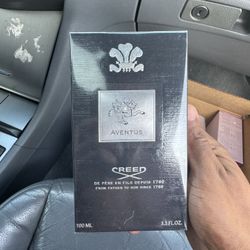 AVENTUS
CREED
DE PÈRE EN FILS DEPUIS 1760
FROM FATHER TO SON SINCE 1760
100 ML
3.3 FL.OZ.